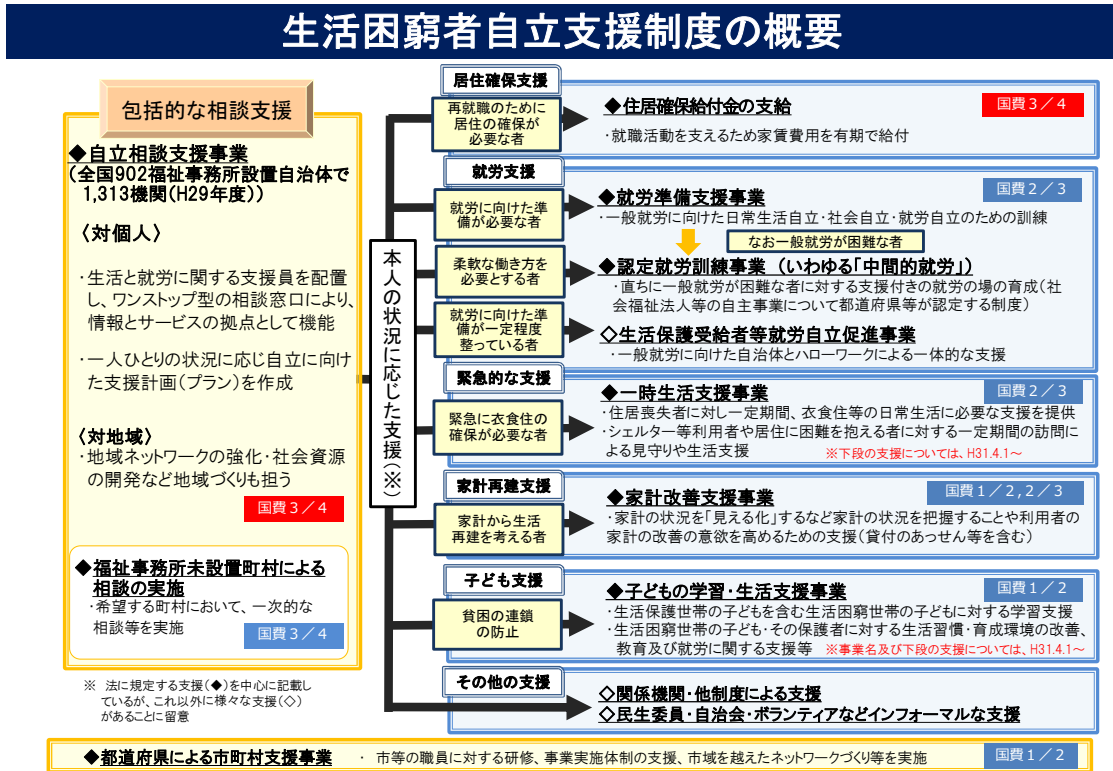 生活困窮者自立支援制度の概要
包括的な相談支援
◆自立相談支援事業
(全国902福祉事務所設置自治体で
1,313機関(H29年度))
〈対個人〉
・生活と就労に関する支援員を配置
し、ワンストップ型の相談窓口により、
情報とサービスの拠点として機能
・一人ひとりの状況に応じ自立に向け
た支援計画(プラン)を作成
〈対地域〉
・地域ネットワークの強化・社会資源
の開発など地域づくりも担う
国費3/4
◆福祉事務所未設置町村による
相談の実施
・希望する町村において、一次的な
相談等を実施
国費3/4
※ 法に規定する支援(◆)を中心に記載し
ているが、これ以外に様々な支援(◇)
があることに留意
本人の状況に応じた支援(※)
居住確保支援
再就職のために
居住の確保が
必要な者
◆住居確保給付金の支給
国費3/4
・就職活動を支えるため家賃費用を有期で給付
就労支援
就労に向けた準
備が必要な者
◆就労準備支援事業
国費2/3
・一般就労に向けた日常生活自立・社会自立・就労自立のための訓練
なお一般就労が困難な者
柔軟な働き方を
必要とする者
◆認定就労訓練事業 (いわゆる「中間的就労」)
・直ちに一般就労が困難な者に対する支援付きの就労の場の育成(社
会福祉法人等の自主事業について都道府県等が認定する制度)
就労に向けた準
備が一定程度
整っている者
◇生活保護受給者等就労自立促進事業
・一般就労に向けた自治体とハローワークによる一体的な支援
緊急的な支援
緊急に衣食住の
確保が必要な者
◆一時生活支援事業
国費2/3
・住居喪失者に対し一定期間、衣食住等の日常生活に必要な支援を提供
・シェルター等利用者や居住に困難を抱える者に対する一定期間の訪問に
よる見守りや生活支援 ※下段の支援については、H31.4.1～
家計再建支援
家計から生活
再建を考える者
◆家計改善支援事業
国費1/2,2/3
・家計の状況を「見える化」するなど家計の状況を把握することや利用者の
家計の改善の意欲を高めるための支援(貸付のあっせん等を含む)
子ども支援
貧困の連鎖
の防止
◆子どもの学習・生活支援事業
国費1/2
・生活保護世帯の子どもを含む生活困窮世帯の子どもに対する学習支援
・生活困窮世帯の子ども・その保護者に対する生活習慣・育成環境の改善、
教育及び就労に関する支援等 ※事業名及び下段の支援については、H31.4.1～
その他の支援
◇関係機関・他制度による支援
◇民生委員・自治会・ボランティアなどインフォーマルな支援
◆都道府県による市町村支援事業 ・ 市等の職員に対する研修、事業実施体制の支援、市域を越えたネットワークづくり等を実施 国費1/2